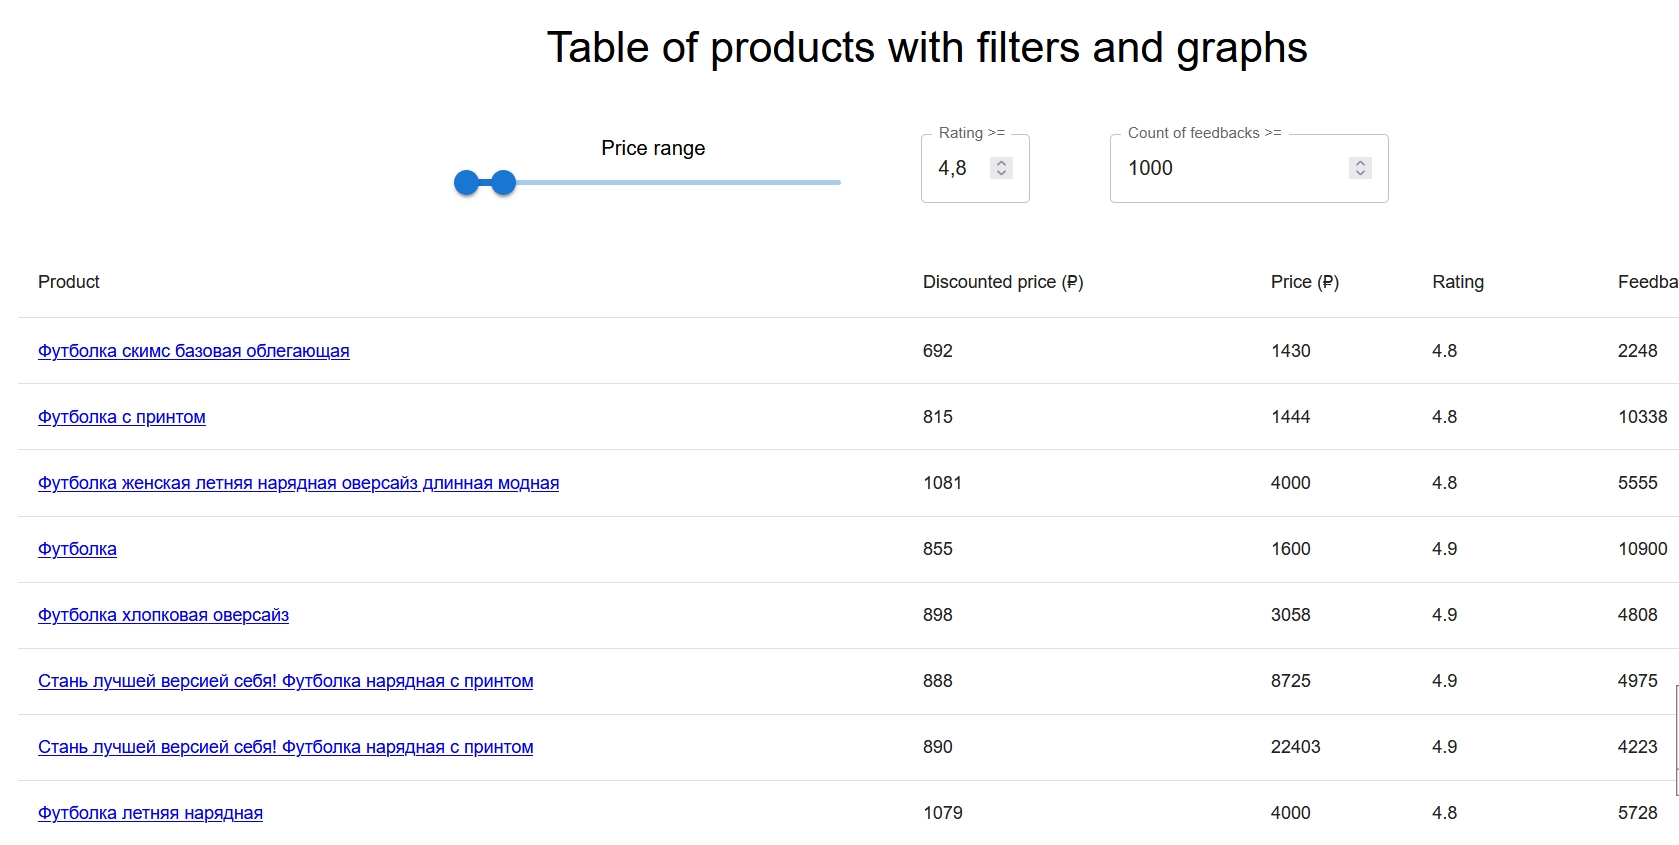 Table of products with filters and graphs
Price range
Rating >=
4,8
Count of feedbacks >=
1000
Product Discounted price (₽) Price (₽) Rating Feedba
Футболка скимс базовая облегающая 692 1430 4.8 2248
Футболка с принтом 815 1444 4.8 10338
Футболка женская летняя нарядная оверсайз длинная модная 1081 4000 4.8 5555
Футболка 855 1600 4.9 10900
Футболка хлопковая оверсайз 898 3058 4.9 4808
Стань лучшей версией себя! Футболка нарядная с принтом 888 8725 4.9 4975
Стань лучшей версией себя! Футболка нарядная с принтом 890 22403 4.9 4223
Футболка летняя нарядная 1079 4000 4.8 5728